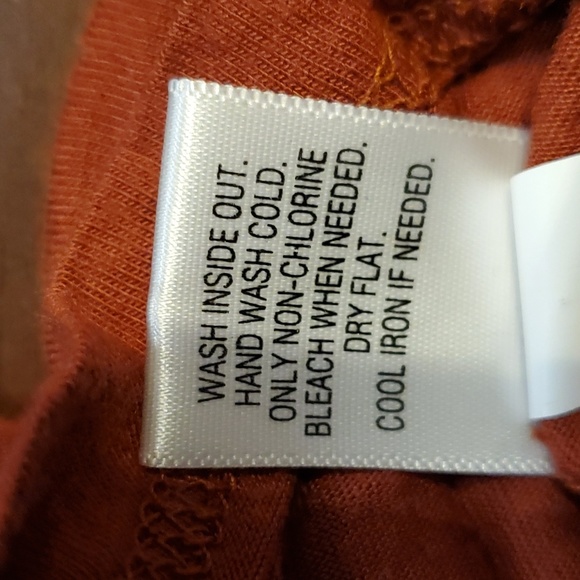 WASH INSIDE OUT.
HAND WASH COLD.
ONLY NON-CHLORINE
BLEACH WHEN NEEDED.
DRY FLAT.
COOL IRON IF NEEDED.